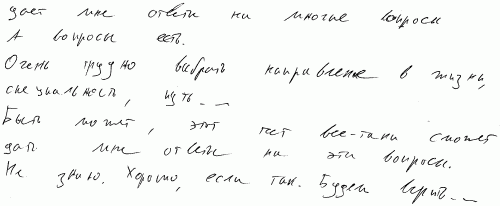 дает мне ответы на многие вопросы
А вопросы есть.
Очень трудно выбрать направление в жизни,
специальность, путь...
Быть может, этот тест все-таки сможет
дать мне ответы на эти вопросы.
Не знаю. Хорошо, если так. Будем верить...